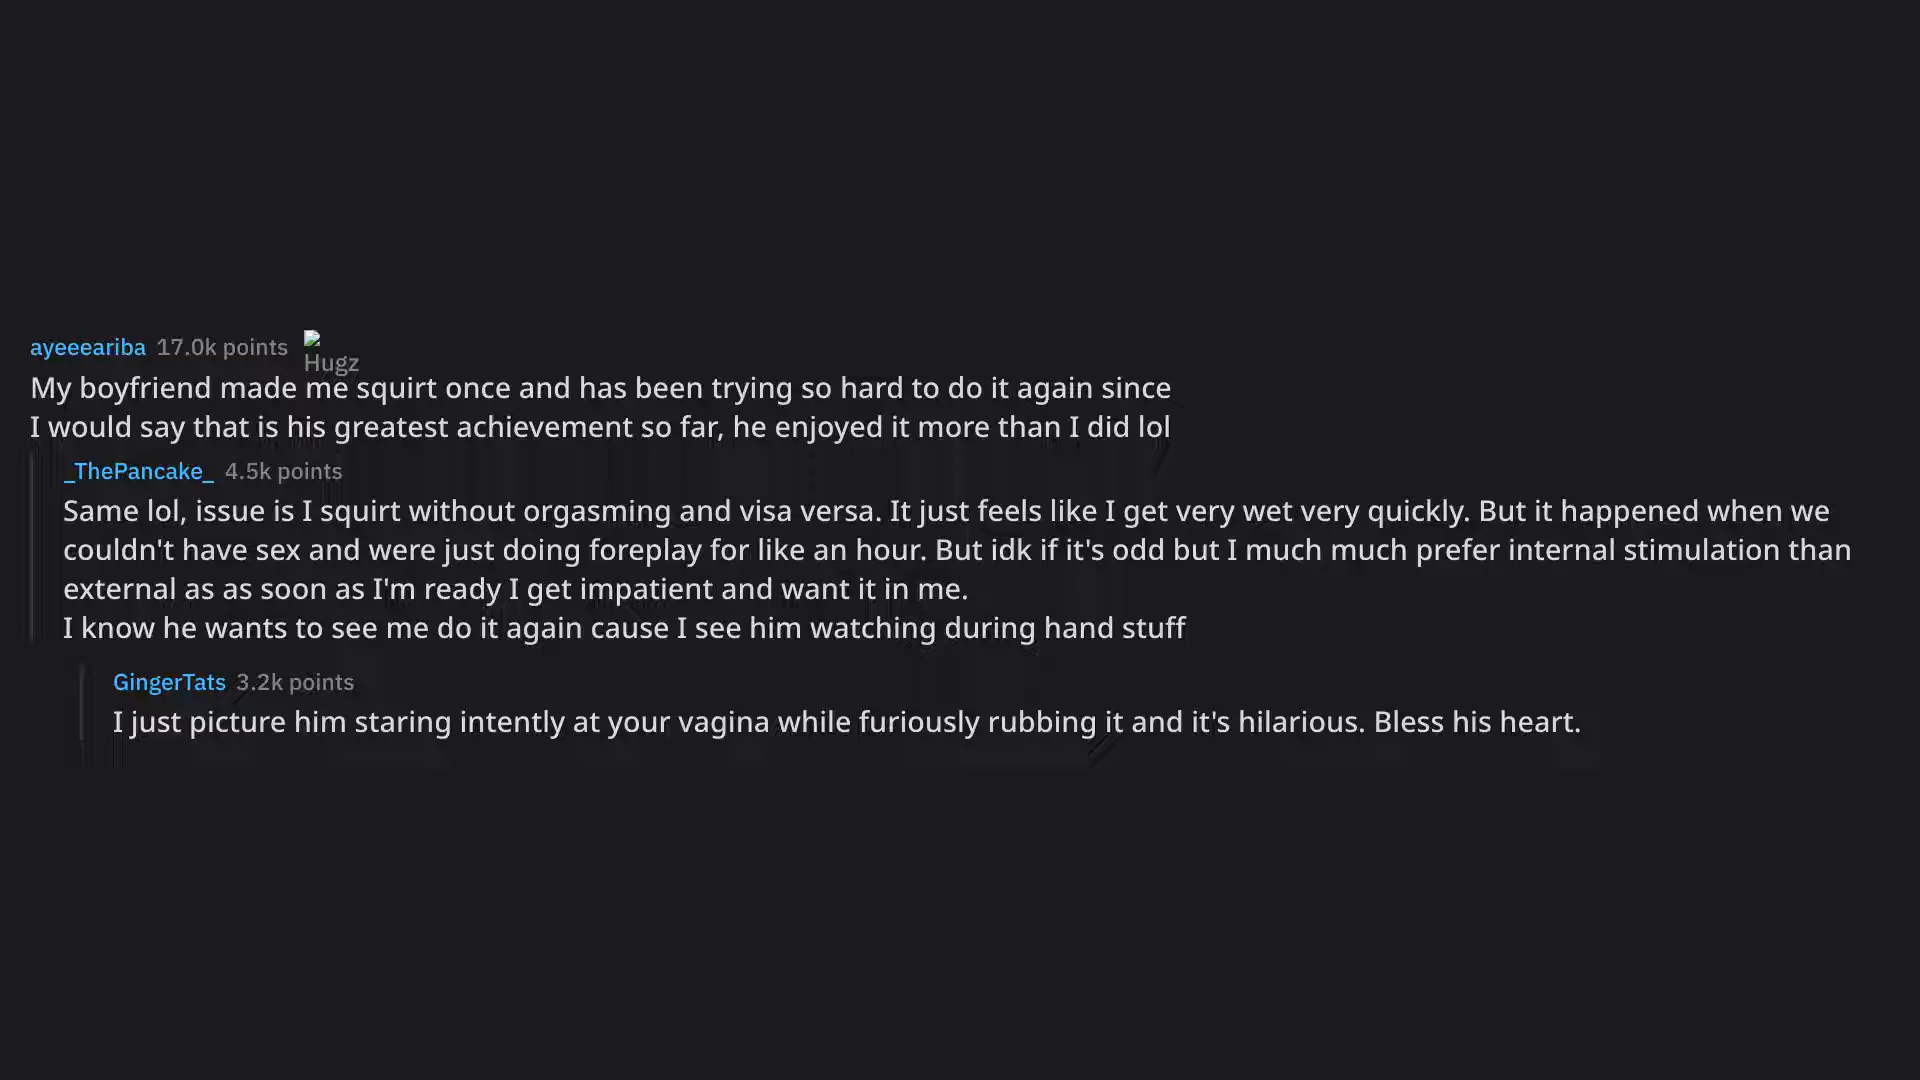 ayeeeariba 17.0k points Hugz
My boyfriend made me squirt once and has been trying so hard to do it again since
I would say that is his greatest achievement so far, he enjoyed it more than I did lol
_ThePancake_ 4.5k points
Same lol, issue is I squirt without orgasming and visa versa. It just feels like I get very wet very quickly. But it happened when we
couldn't have sex and were just doing foreplay for like an hour. But idk if it's odd but I much much prefer internal stimulation than
external as as soon as I'm ready I get impatient and want it in me.
I know he wants to see me do it again cause I see him watching during hand stuff
GingerTats 3.2k points
I just picture him staring intently at your vagina while furiously rubbing it and it's hilarious. Bless his heart.